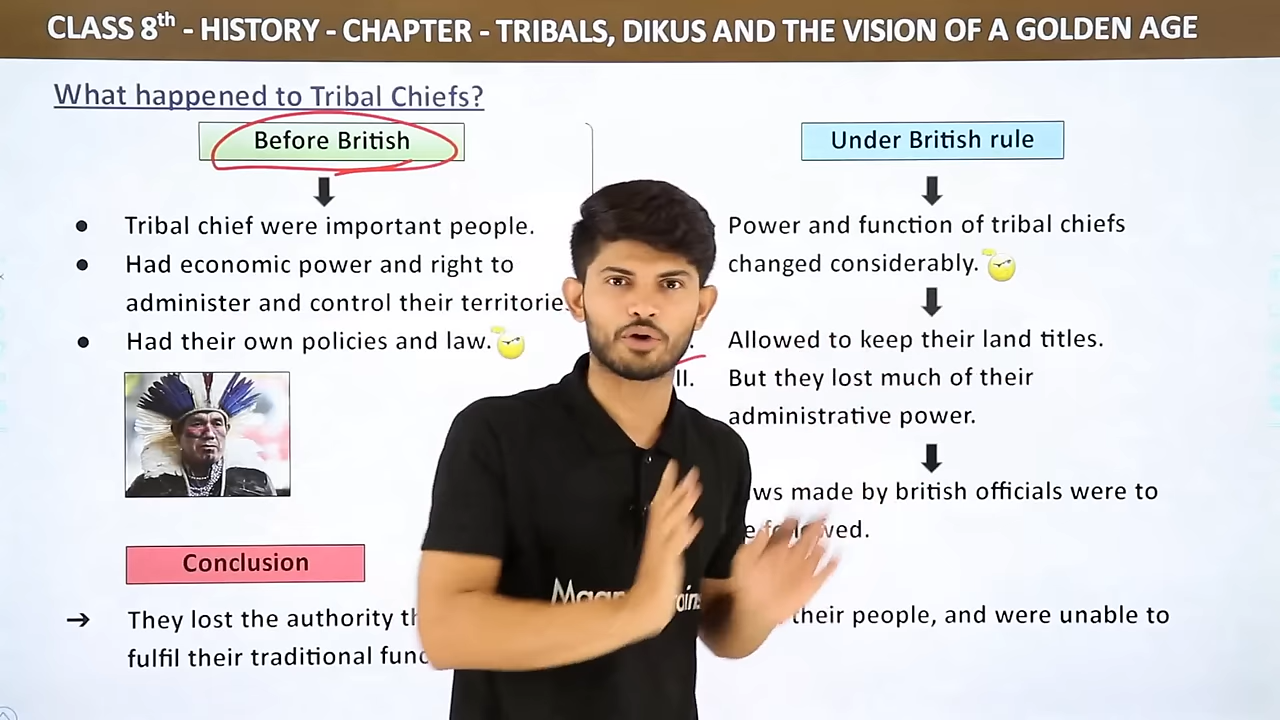 CLASS 8th - HISTORY - CHAPTER - TRIBALS, DIKUS AND THE VISION OF A GOLDEN AGE
What happened to Tribal Chiefs?
Before British
● Tribal chief were important people.
● Had economic power and right to
administer and control their
● Had their own policies and law.
Under British rule
Power and function of tribal chiefs
changed considerably.
Allowed to keep their land titles.
II. But they lost much of their
administrative power.
made by british officials were to
Conclusion
→ They lost the authority their people, and were unable to
fulfil their traditional